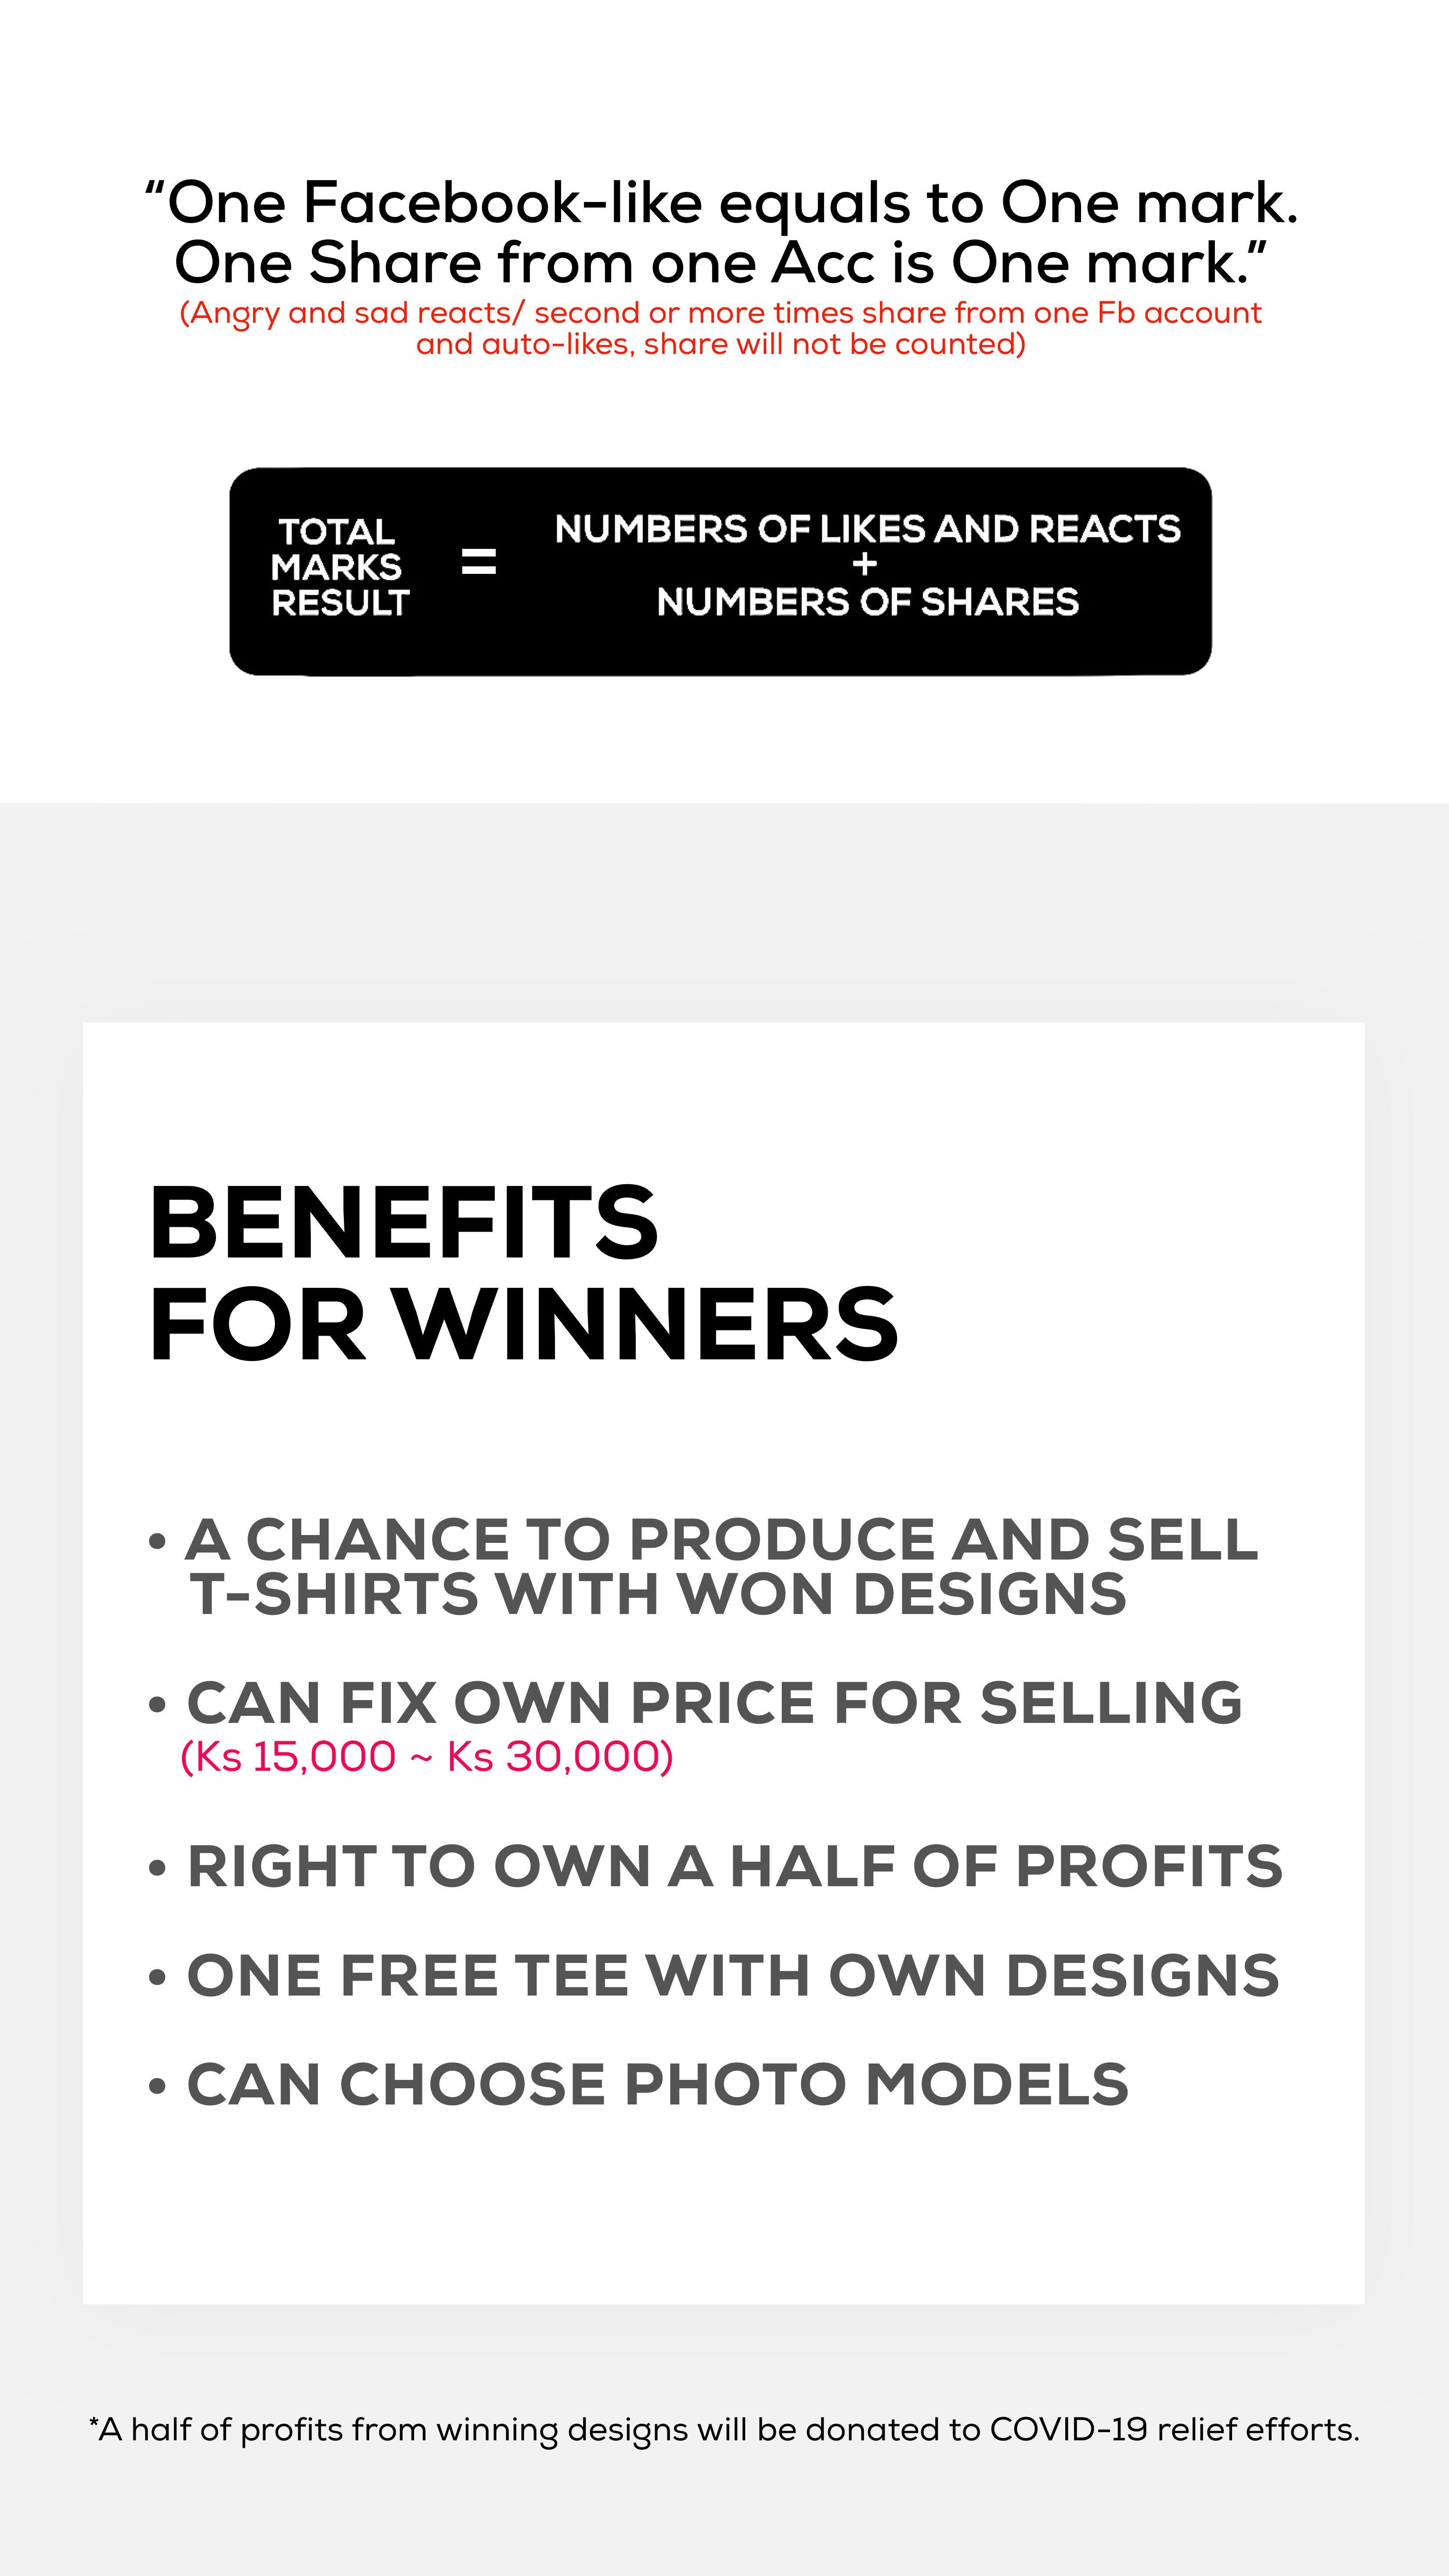 “One Facebook-like equals to One mark.
One Share from one Acc is One mark.”
(Angry and sad reacts/ second or more times share from one Fb account
and auto-likes, share will not be counted)
TOTAL
MARKS
RESULT
=
NUMBERS OF LIKES AND REACTS
+
NUMBERS OF SHARES
BENEFITS
FOR WINNERS
• A CHANCE TO PRODUCE AND SELL
T-SHIRTS WITH WON DESIGNS
• CAN FIX OWN PRICE FOR SELLING
(Ks 15,000 ~ Ks 30,000)
• RIGHT TO OWN A HALF OF PROFITS
• ONE FREE TEE WITH OWN DESIGNS
• CAN CHOOSE PHOTO MODELS
*A half of profits from winning designs will be donated to COVID-19 relief efforts.